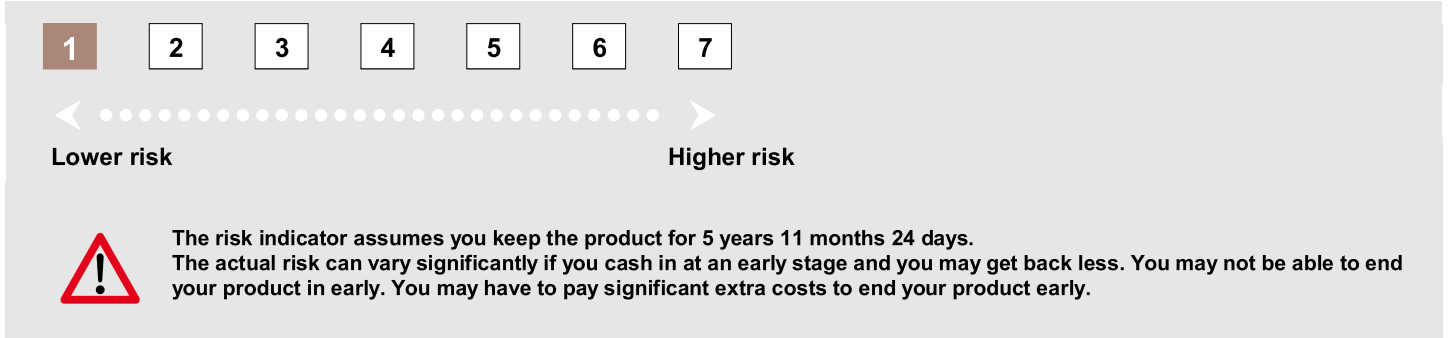 1 2 3 4 5 6 7
Lower risk Higher risk
The risk indicator assumes you keep the product for 5 years 11 months 24 days.
The actual risk can vary significantly if you cash in at an early stage and you may get back less. You may not be able to end
your product in early. You may have to pay significant extra costs to end your product early.